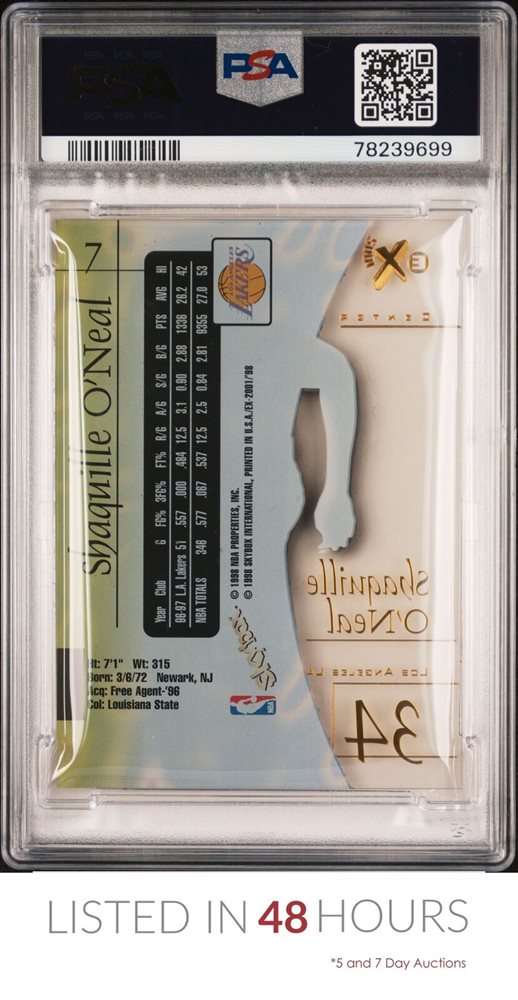 PSA
78239699
7
Shaquille O'Neal
Year Club G FG% 3FG% FT% R/G A/G S/G B/G PTS AVG HI
96-97 L.A. Lakers 51 .557 .000 .484 12.5 3.1 0.90 2.88 1336 26.2 42
NBA TOTALS 346 .577 .067 .537 12.5 2.5 0.84 2.81 9355 27.0 53
LOS ANGELES
LAKERS
© 1998 NBA PROPERTIES, INC.
© 1998 SKYBOX INTERNATIONAL, PRINTED IN U.S.A./EX-2001/'98
SkyBox
NBA
Ht: 7'1" Wt: 315
Born: 3/6/72 Newark, NJ
Acq: Free Agent-'96
Col: Louisiana State
E X
CENTER
Shaquille
O'Neal
LOS ANGELES LA
34
LISTED IN 48 HOURS
*5 and 7 Day Auctions